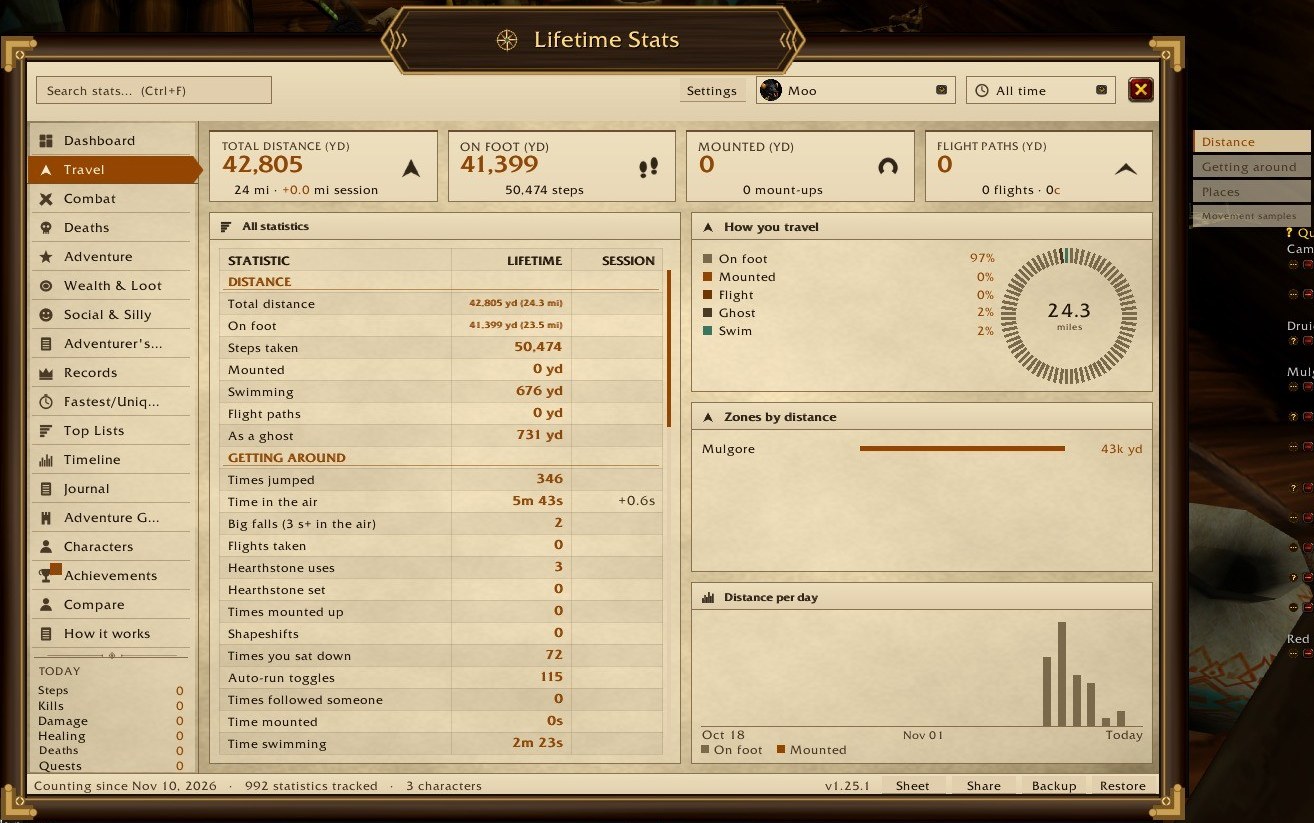 Lifetime Stats
Search stats... (Ctrl+F)
Settings
Moo
All time
Dashboard
Travel
Combat
Deaths
Adventure
Wealth & Loot
Social & Silly
Adventurer's...
Records
Fastest/Uniq...
Top Lists
Timeline
Journal
Adventure G...
Characters
Achievements
Compare
How it works
TODAY
Steps 0
Kills 0
Damage 0
Healing 0
Deaths 0
Quests 0
TOTAL DISTANCE (YD)
42,805
24 mi · +0.0 mi session
ON FOOT (YD)
41,399
50,474 steps
MOUNTED (YD)
0
0 mount-ups
FLIGHT PATHS (YD)
0
0 flights · 0c
All statistics
STATISTIC LIFETIME SESSION
DISTANCE
Total distance 42,805 yd (24.3 mi)
On foot 41,399 yd (23.5 mi)
Steps taken 50,474
Mounted 0 yd
Swimming 676 yd
Flight paths 0 yd
As a ghost 731 yd
GETTING AROUND
Times jumped 346
Time in the air 5m 43s +0.6s
Big falls (3 s+ in the air) 2
Flights taken 0
Hearthstone uses 3
Hearthstone set 0
Times mounted up 0
Shapeshifts 0
Times you sat down 72
Auto-run toggles 115
Times followed someone 0
Time mounted 0s
Time swimming 2m 23s
How you travel
On foot 97%
Mounted 0%
Flight 0%
Ghost 2%
Swim 2%
24.3
miles
Zones by distance
Mulgore 43k yd
Distance per day
Oct 18 Nov 01 Today
On foot Mounted
Counting since Nov 10, 2026 · 992 statistics tracked · 3 characters
v1.25.1
Sheet
Share
Backup
Restore
Distance
Getting around
Places
Movement samples
? Qu
Cam
Drui
Mulg
Red